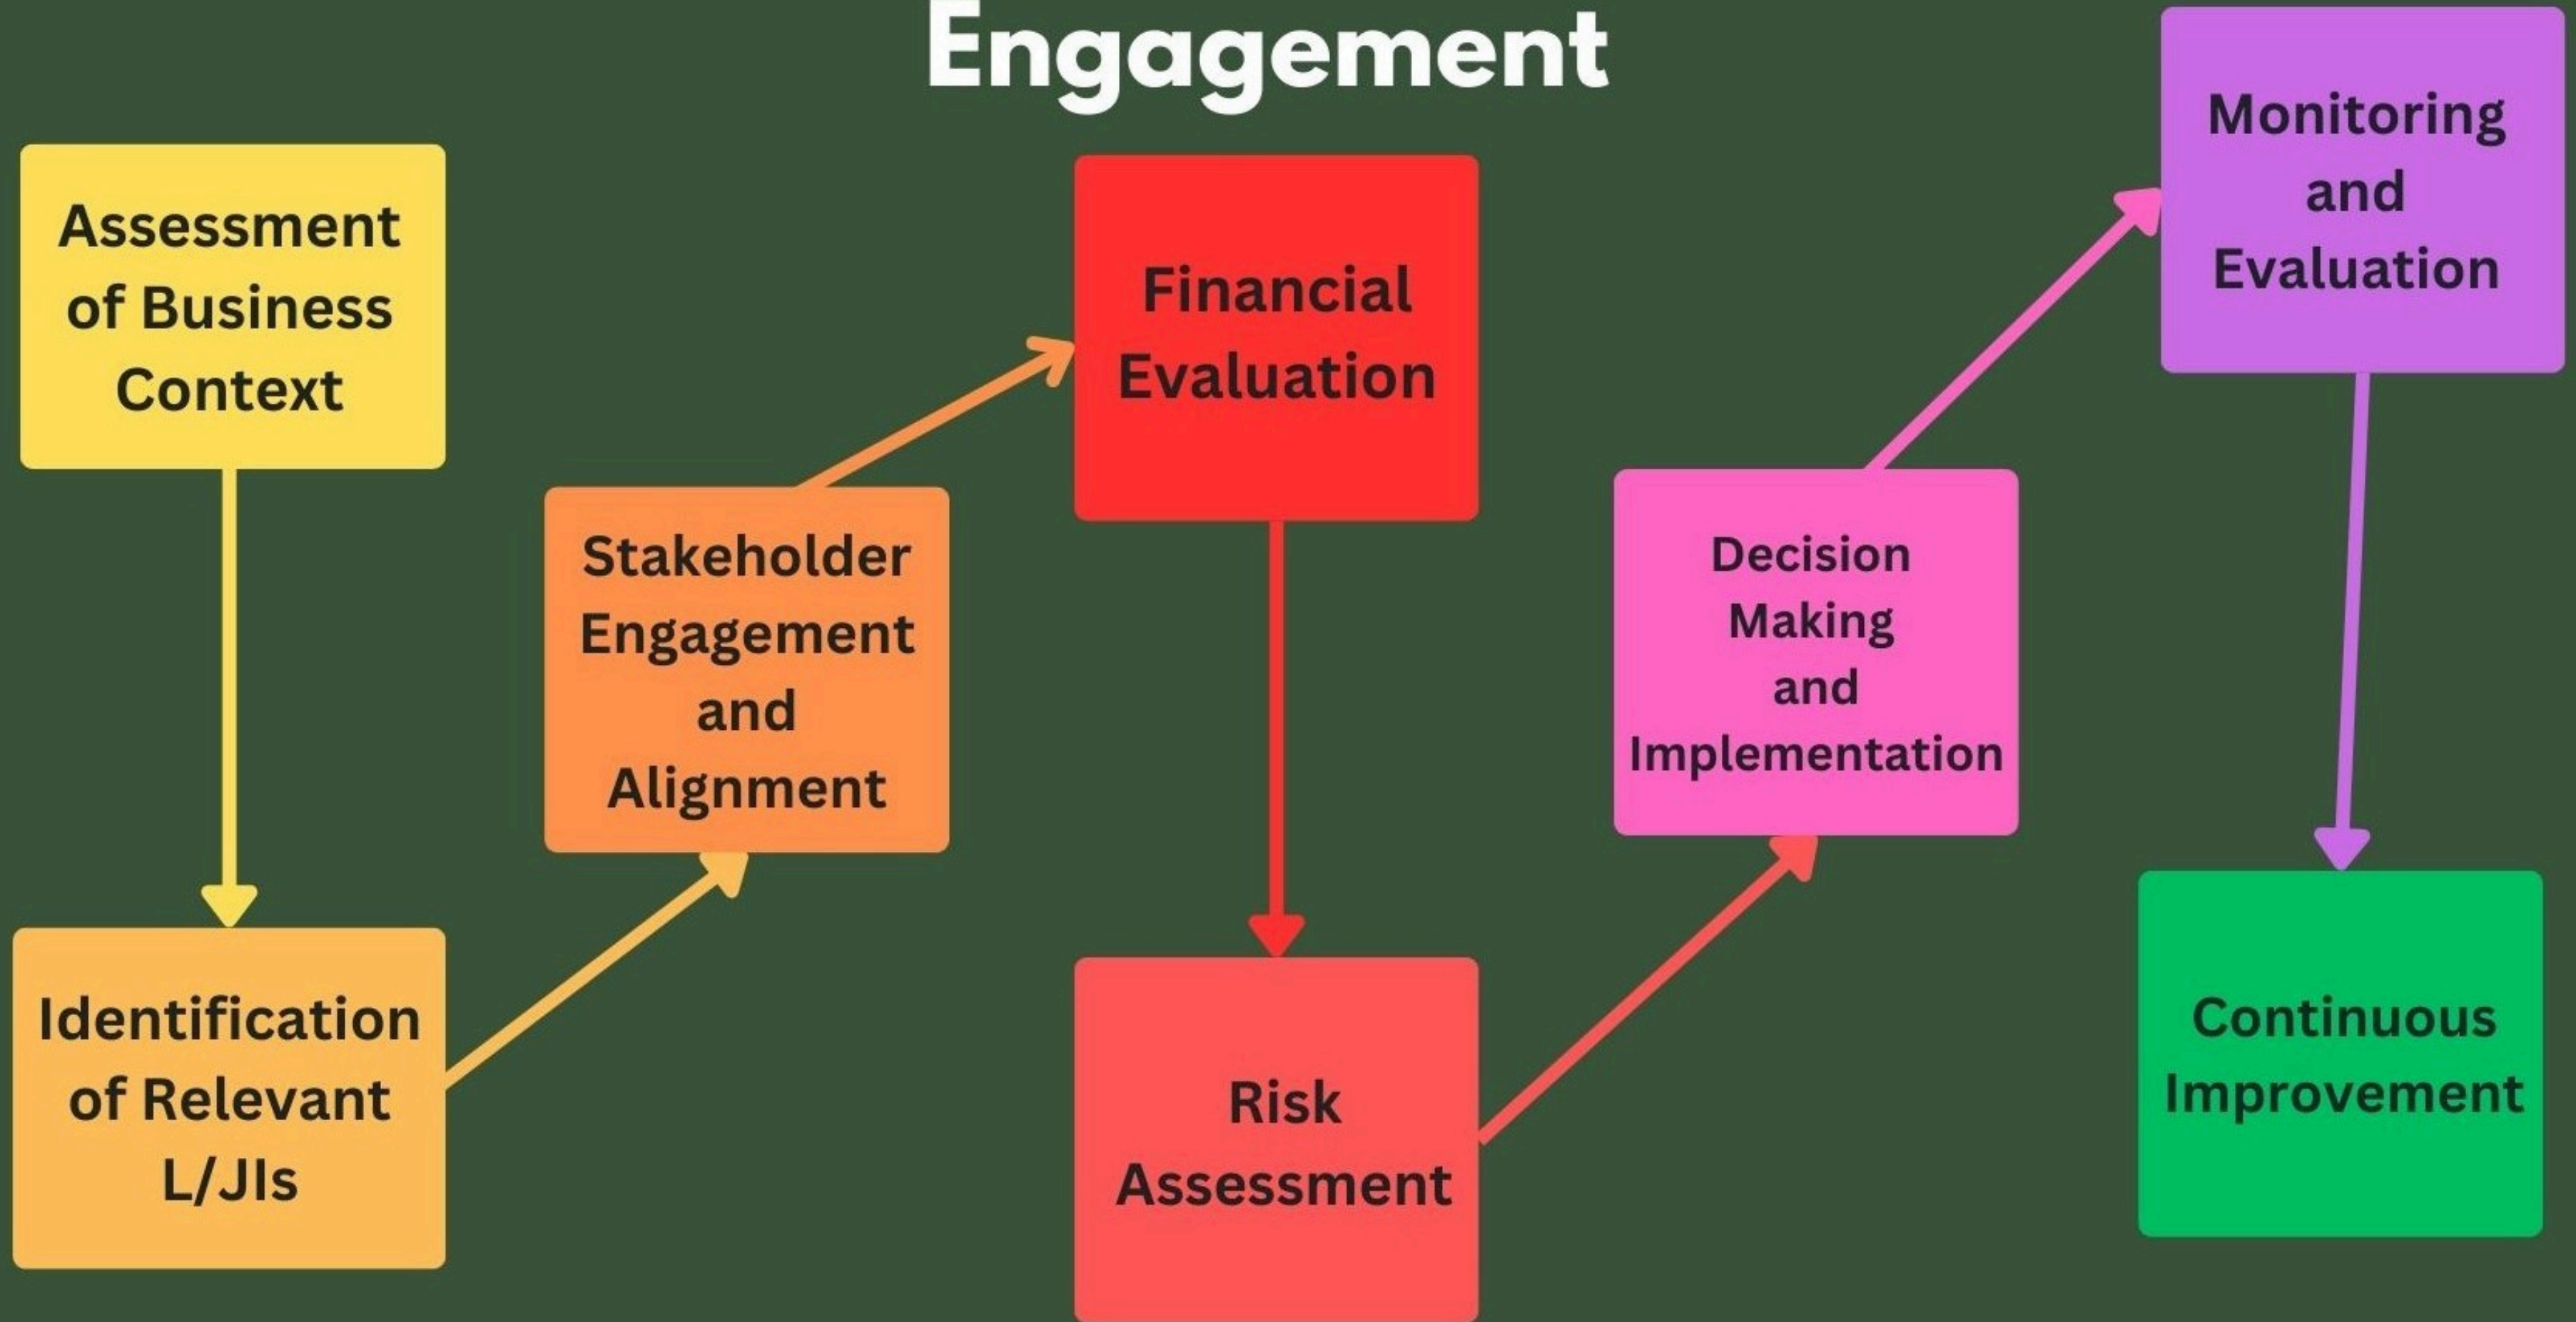 Engagement
Assessment
of Business
Context
Identification
of Relevant
L/JIs
Stakeholder
Engagement
and
Alignment
Financial
Evaluation
Risk
Assessment
Decision
Making
and
Implementation
Monitoring
and
Evaluation
Continuous
Improvement